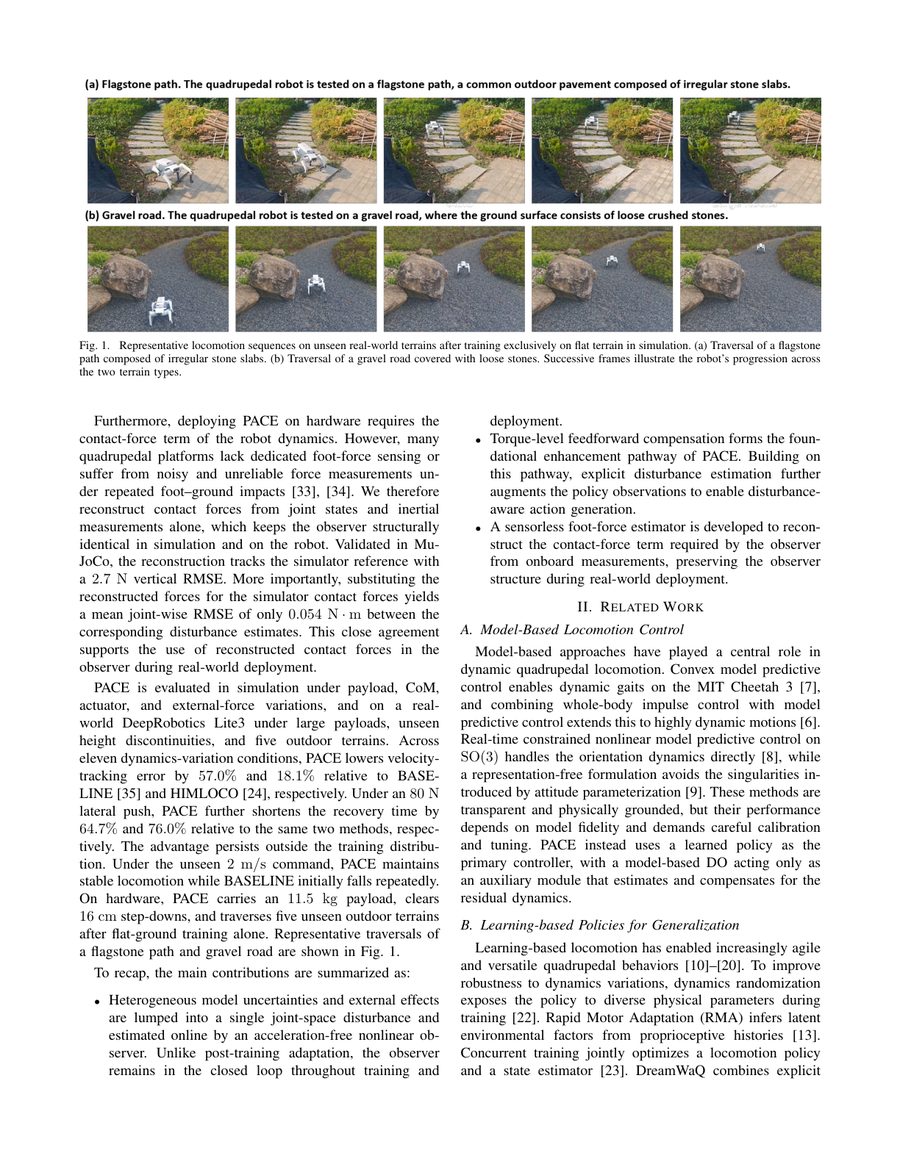 (a) Flagstone path. The quadrupedal robot is tested on a flagstone path, a common outdoor pavement composed of irregular stone slabs.
(b) Gravel road. The quadrupedal robot is tested on a gravel road, where the ground surface consists of loose crushed stones.
Fig. 1. Representative locomotion sequences on unseen real-world terrains after training exclusively on flat terrain in simulation. (a) Traversal of a flagstone
path composed of irregular stone slabs. (b) Traversal of a gravel road covered with loose stones. Successive frames illustrate the robot's progression across
the two terrain types.
Furthermore, deploying PACE on hardware requires the
contact-force term of the robot dynamics. However, many
quadrupedal platforms lack dedicated foot-force sensing or
suffer from noisy and unreliable force measurements un-
der repeated foot–ground impacts [33], [34]. We therefore
reconstruct contact forces from joint states and inertial
measurements alone, which keeps the observer structurally
identical in simulation and on the robot. Validated in Mu-
JoCo, the reconstruction tracks the simulator reference with
a 2.7 N vertical RMSE. More importantly, substituting the
reconstructed forces for the simulator contact forces yields
a mean joint-wise RMSE of only 0.054 N · m between the
corresponding disturbance estimates. This close agreement
supports the use of reconstructed contact forces in the
observer during real-world deployment.
PACE is evaluated in simulation under payload, CoM,
actuator, and external-force variations, and on a real-
world DeepRobotics Lite3 under large payloads, unseen
height discontinuities, and five outdoor terrains. Across
eleven dynamics-variation conditions, PACE lowers velocity-
tracking error by 57.0% and 18.1% relative to BASE-
LINE [35] and HIMLOCO [24], respectively. Under an 80 N
lateral push, PACE further shortens the recovery time by
64.7% and 76.0% relative to the same two methods, respec-
tively. The advantage persists outside the training distribu-
tion. Under the unseen 2 m/s command, PACE maintains
stable locomotion while BASELINE initially falls repeatedly.
On hardware, PACE carries an 11.5 kg payload, clears
16 cm step-downs, and traverses five unseen outdoor terrains
after flat-ground training alone. Representative traversals of
a flagstone path and gravel road are shown in Fig. 1.
To recap, the main contributions are summarized as:
• Heterogeneous model uncertainties and external effects
are lumped into a single joint-space disturbance and
estimated online by an acceleration-free nonlinear ob-
server. Unlike post-training adaptation, the observer
remains in the closed loop throughout training and
deployment.
• Torque-level feedforward compensation forms the foun-
dational enhancement pathway of PACE. Building on
this pathway, explicit disturbance estimation further
augments the policy observations to enable disturbance-
aware action generation.
• A sensorless foot-force estimator is developed to recon-
struct the contact-force term required by the observer
from onboard measurements, preserving the observer
structure during real-world deployment.
II. RELATED WORK
A. Model-Based Locomotion Control
Model-based approaches have played a central role in
dynamic quadrupedal locomotion. Convex model predictive
control enables dynamic gaits on the MIT Cheetah 3 [7],
and combining whole-body impulse control with model
predictive control extends this to highly dynamic motions [6].
Real-time constrained nonlinear model predictive control on
SO(3) handles the orientation dynamics directly [8], while
a representation-free formulation avoids the singularities in-
troduced by attitude parameterization [9]. These methods are
transparent and physically grounded, but their performance
depends on model fidelity and demands careful calibration
and tuning. PACE instead uses a learned policy as the
primary controller, with a model-based DO acting only as
an auxiliary module that estimates and compensates for the
residual dynamics.
B. Learning-based Policies for Generalization
Learning-based locomotion has enabled increasingly agile
and versatile quadrupedal behaviors [10]–[20]. To improve
robustness to dynamics variations, dynamics randomization
exposes the policy to diverse physical parameters during
training [22]. Rapid Motor Adaptation (RMA) infers latent
environmental factors from proprioceptive histories [13].
Concurrent training jointly optimizes a locomotion policy
and a state estimator [23]. DreamWaQ combines explicit